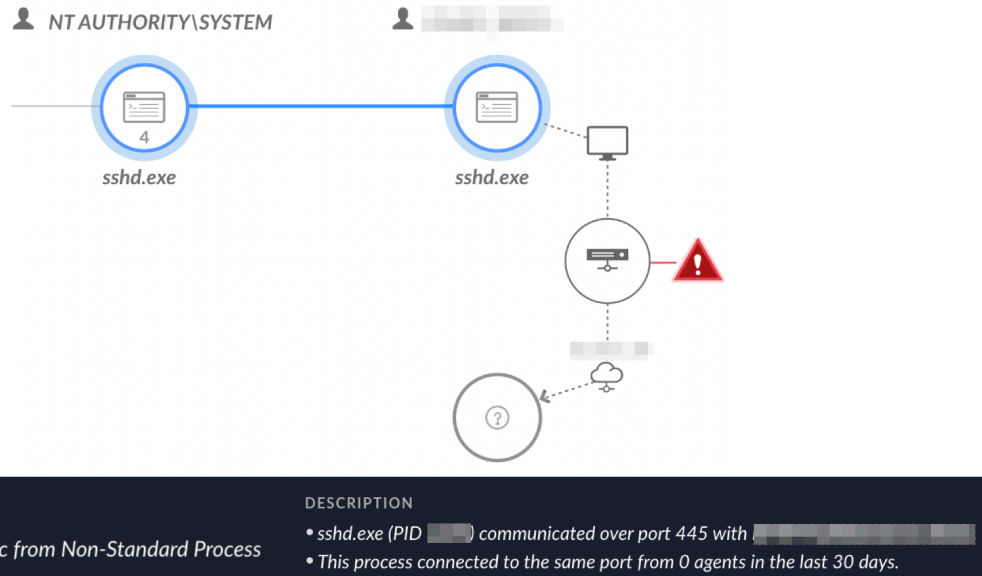 NT AUTHORITY\SYSTEM
4
sshd.exe
sshd.exe
?
DESCRIPTION
• sshd.exe (PID ) communicated over port 445 with
c from Non-Standard Process
• This process connected to the same port from 0 agents in the last 30 days.